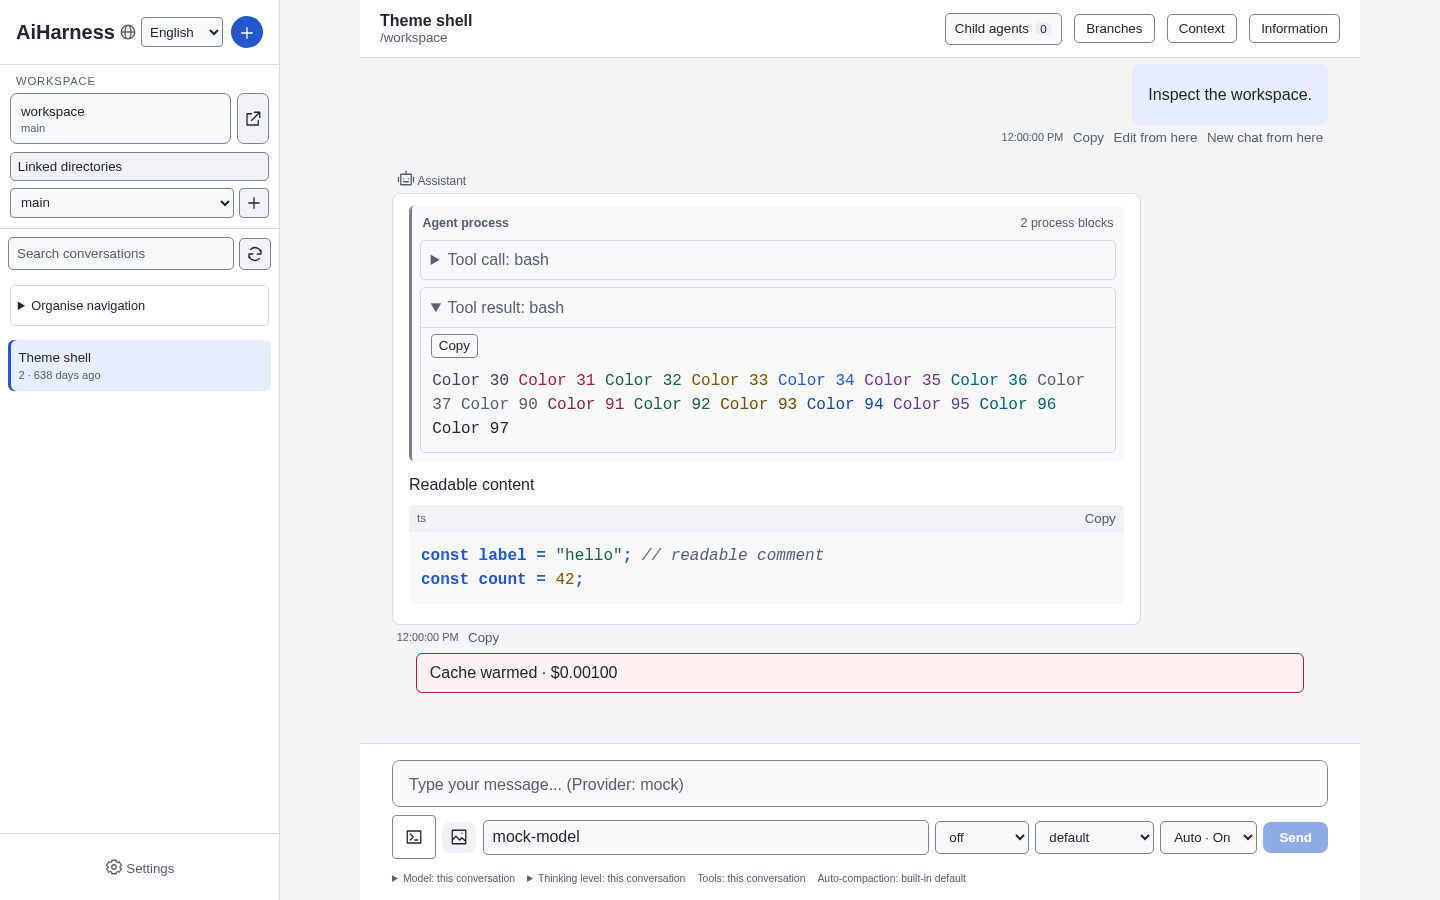 AiHarness
English
WORKSPACE
workspace
main
Linked directories
main
Search conversations
Organise navigation
Theme shell
2 · 638 days ago
Settings
Theme shell
/workspace
Child agents 0
Branches
Context
Information
Inspect the workspace.
12:00:00 PM Copy Edit from here New chat from here
Assistant
Agent process
2 process blocks
Tool call: bash
Tool result: bash
Copy
Color 30 Color 31 Color 32 Color 33 Color 34 Color 35 Color 36 Color
37 Color 90 Color 91 Color 92 Color 93 Color 94 Color 95 Color 96
Color 97
Readable content
ts
Copy
const label = "hello"; // readable comment
const count = 42;
12:00:00 PM Copy
Cache warmed · $0.00100
Type your message... (Provider: mock)
mock-model
off
default
Auto · On
Send
Model: this conversation Thinking level: this conversation Tools: this conversation Auto-compaction: built-in default